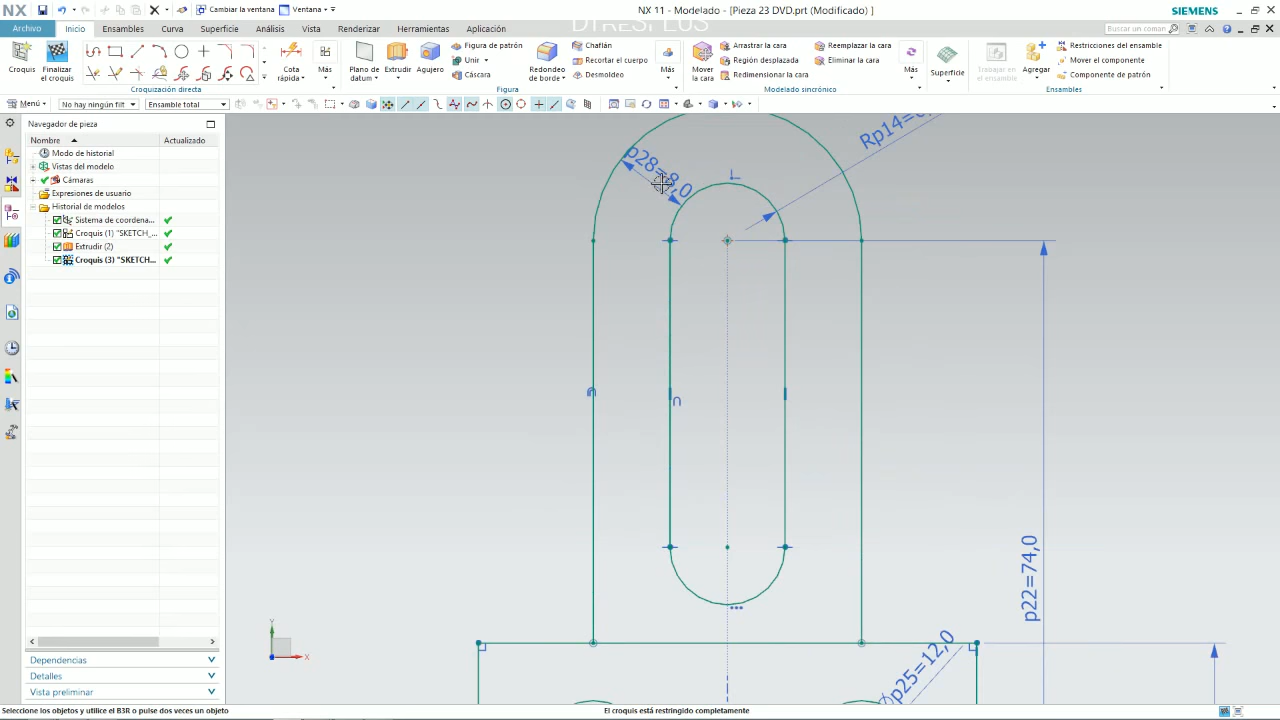 NX
Cambiar la ventana
Ventana
NX 11 - Modelado - [Pieza 23 DVD.prt (Modificado) ]
SIEMENS
DTRESPLUS
Archivo
Inicio
Ensambles
Curva
Superficie
Análisis
Vista
Renderizar
Herramientas
Aplicación
Buscar un coman
Croquis
Finalizar croquis
Cotar rápida
Más
Croquización directa
Plano de datum
Extrudir
Agujero
Figura de patrón
Unir
Cáscara
Redondeo de borde
Chaflán
Recortar el cuerpo
Desmoldeo
Más
Figura
Mover la cara
Arrastrar la cara
Región desplazada
Redimensionar la cara
Reemplazar la cara
Eliminar la cara
Más
Modelado sincrónico
Superficie
Trabajar en el ensamble
Agregar
Restricciones del ensamble
Mover el componente
Componente de patrón
Ensambles
Menú
No hay ningún filt
Ensamble total
Navegador de pieza
Nombre
Actualizado
Modo de historial
Vistas del modelo
Cámaras
Expresiones de usuario
Historial de modelos
Sistema de coordena...
Croquis (1) "SKETCH_...
Extrudir (2)
Croquis (3) "SKETCH...
Dependencias
Detalles
Vista preliminar
p28=8,0
p22=74,0
p25=12,0
Y
X
Seleccione los objetos y utilice el B3R o pulse dos veces un objeto
El croquis está restringido completamente